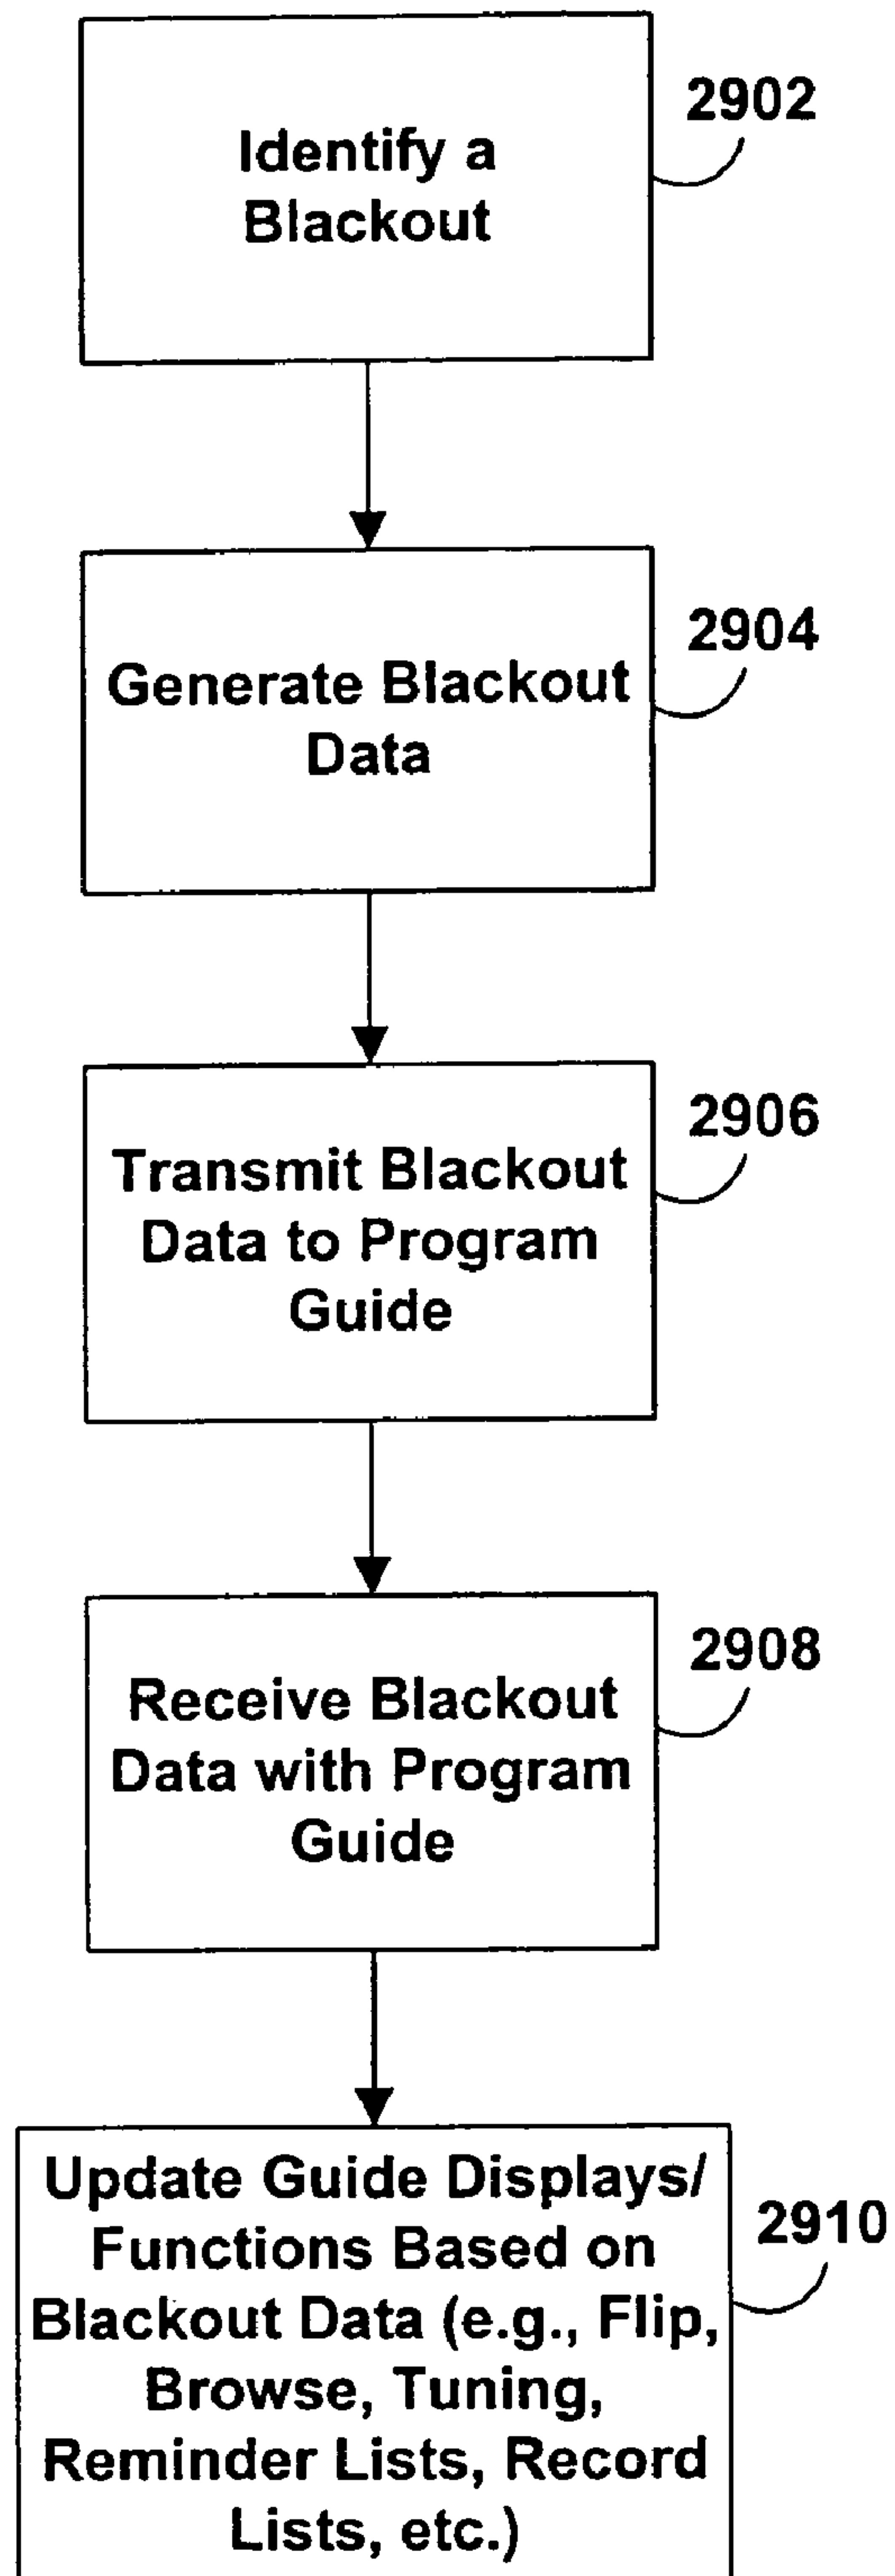 Identify a
Blackout
2902
Generate Blackout
Data
2904
Transmit Blackout
Data to Program
Guide
2906
Receive Blackout
Data with Program
Guide
2908
Update Guide Displays/
Functions Based on
Blackout Data (e.g., Flip,
Browse, Tuning,
Reminder Lists, Record
Lists, etc.)
2910